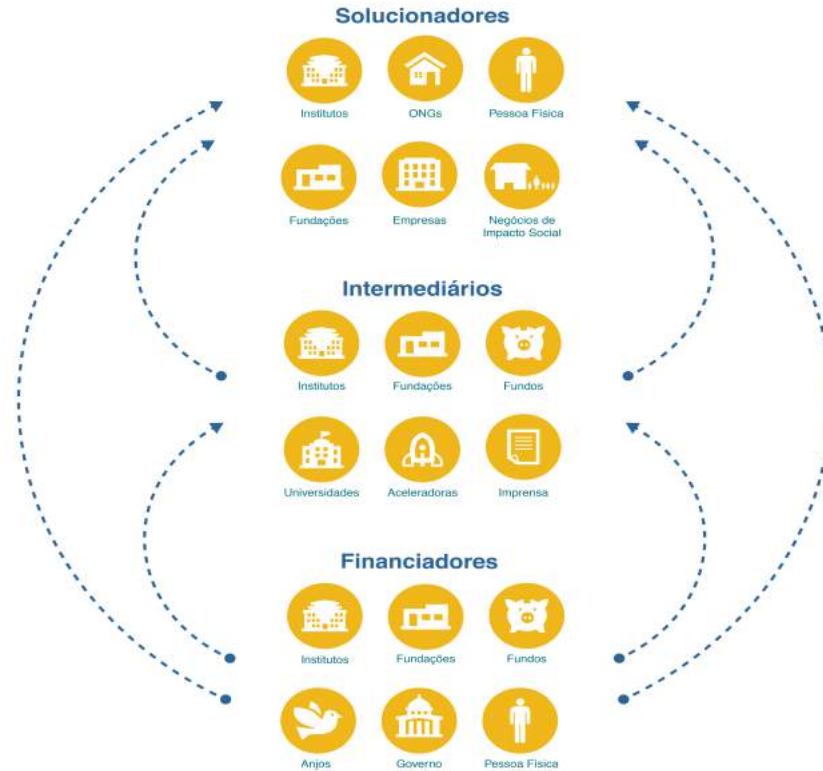 Solucionadores
Institutos
ONGs
Pessoa Física
Fundações
Empresas
Negócios de
Impacto Social
Intermediários
Institutos
Fundações
Fundos
Universidades
Aceleradoras
Imprensa
Financiadores
Institutos
Fundações
Fundos
Anjos
Governo
Pessoa Física